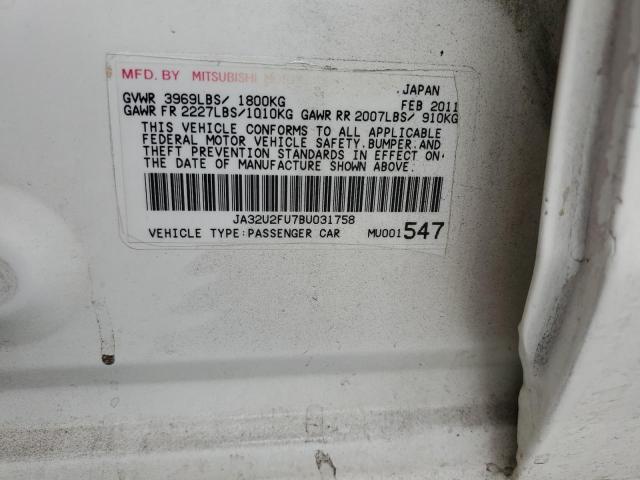 MFD. BY MITSUBISHI
JAPAN
GVWR 3969LBS/ 1800KG FEB 2011
GAWR FR 2227LBS/1010KG GAWR RR 2007LBS/ 910KG
THIS VEHICLE CONFORMS TO ALL APPLICABLE
FEDERAL MOTOR VEHICLE SAFETY,BUMPER,AND
THEFT PREVENTION STANDARDS IN EFFECT ON
THE DATE OF MANUFACTURE SHOWN ABOVE.
JA32U2FU7BU031758
VEHICLE TYPE:PASSENGER CAR MU001547